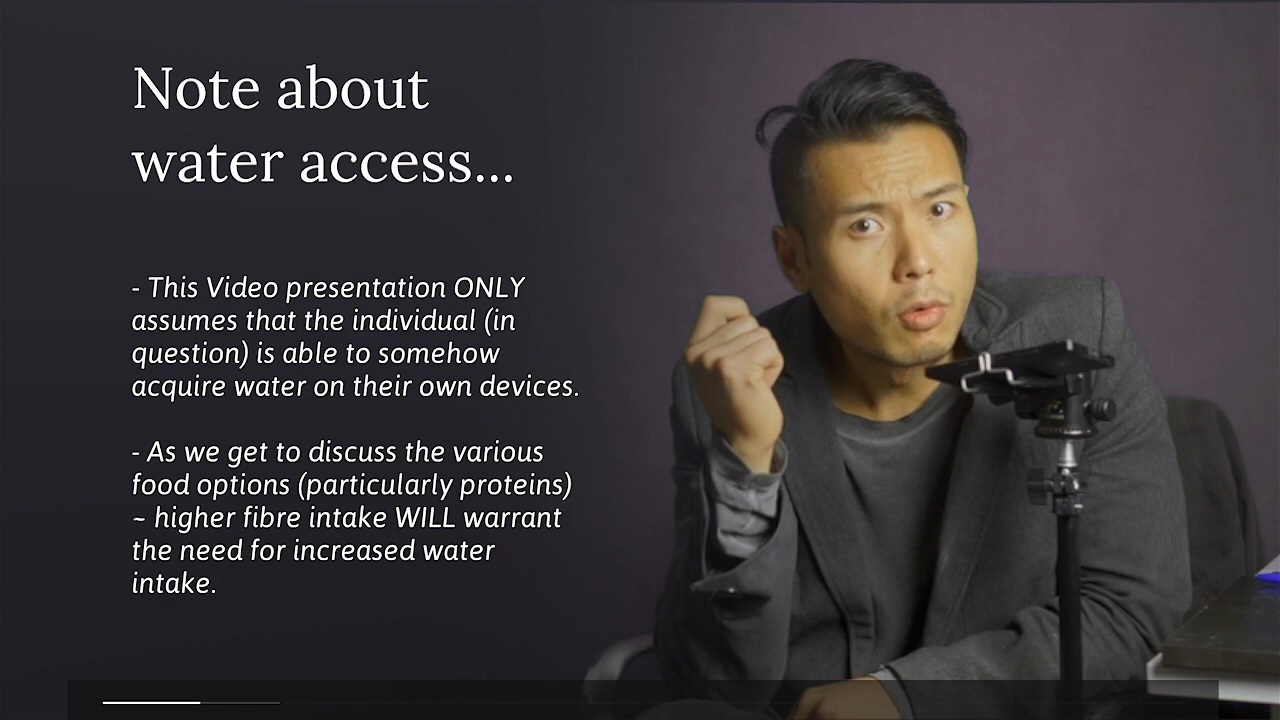 Note about
water access...
- This Video presentation ONLY
assumes that the individual (in
question) is able to somehow
acquire water on their own devices.
- As we get to discuss the various
food options (particularly proteins)
~ higher fibre intake WILL warrant
the need for increased water
intake.